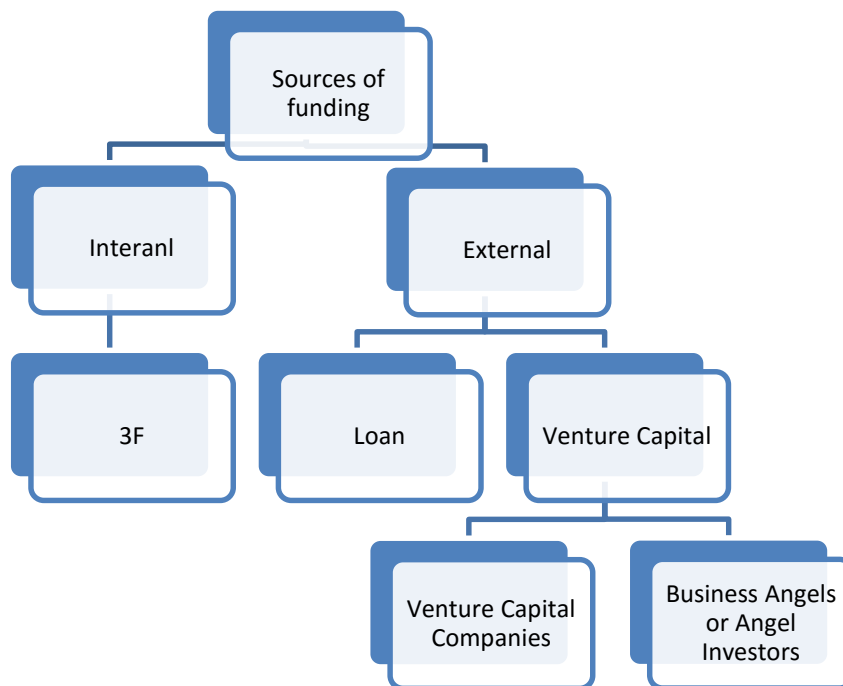 Sources of
funding
Interanl
External
3F
Loan
Venture Capital
Venture Capital
Companies
Business Angels
or Angel
Investors